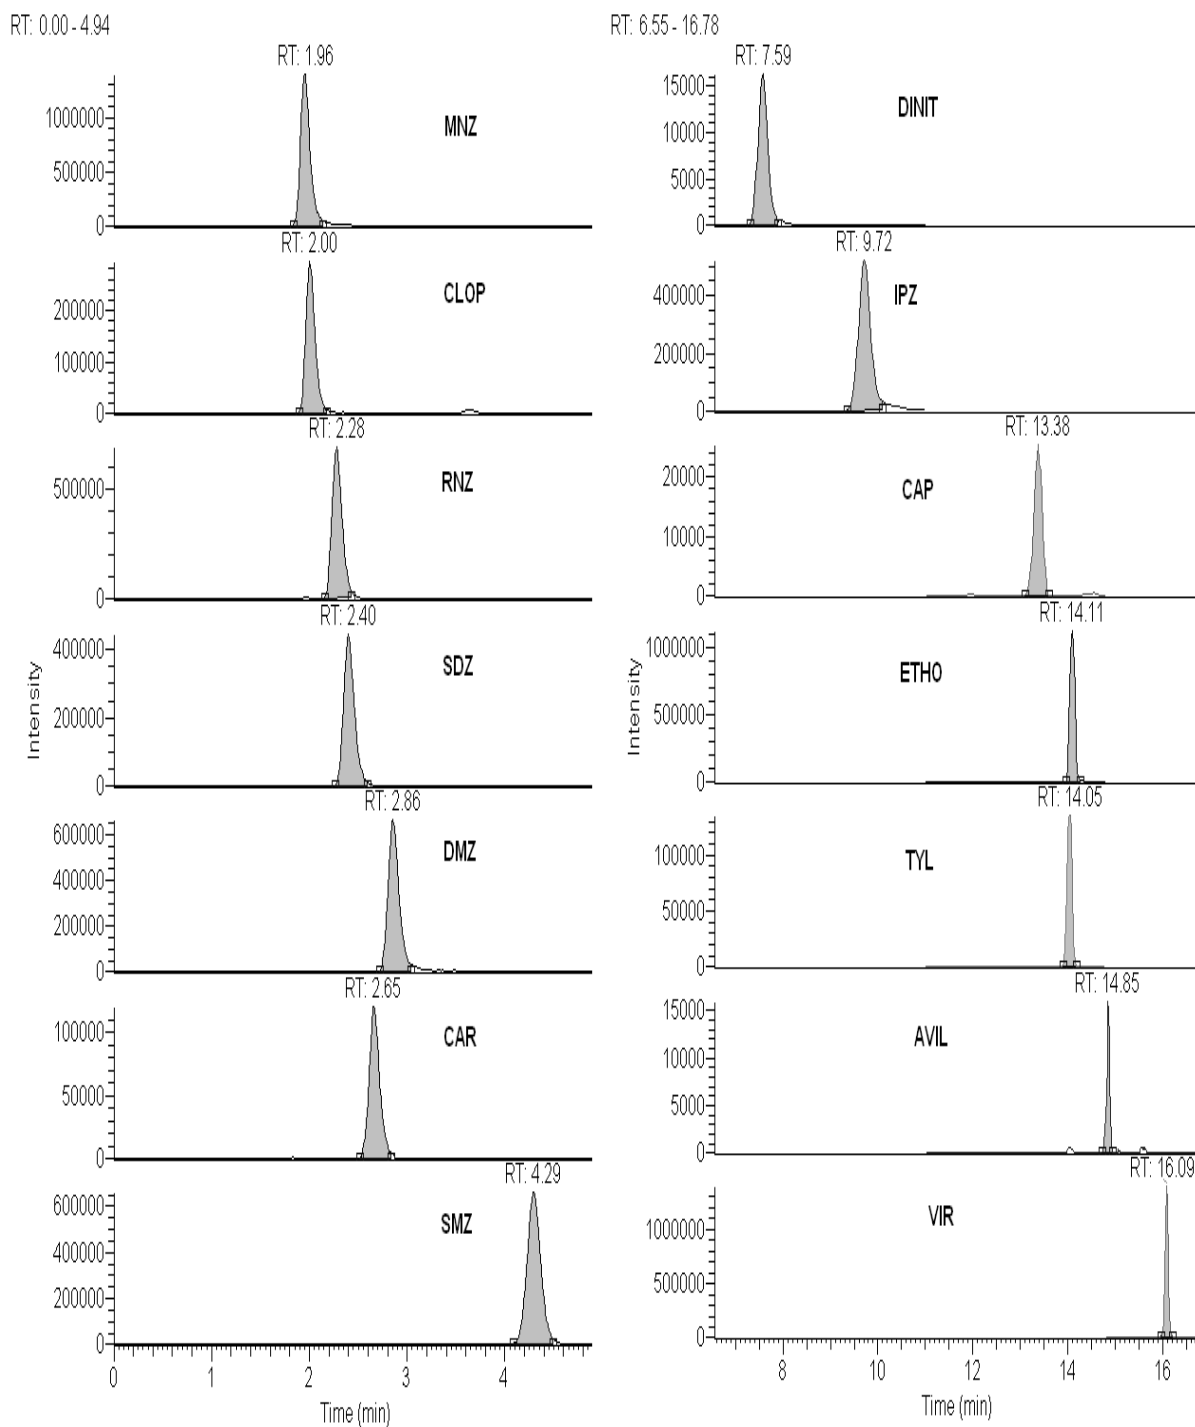 RT: 0.00 - 4.94
RT: 1.96
MNZ
1000000
500000
0
RT: 2.00
CLOP
200000
100000
0
RT: 2.28
RNZ
500000
0
RT: 2.40
SDZ
400000
200000
0
Intensity
RT: 2.86
DMZ
600000
400000
200000
0
RT: 2.65
CAR
100000
50000
0
RT: 4.29
SMZ
600000
400000
200000
0
0 2 3 4
Time (min)
RT: 6.55 - 16.78
RT: 7.59
DINIT
15000
10000
5000
0
RT: 9.72
IPZ
400000
200000
0
RT: 13.38
CAP
20000
10000
0
RT: 14.11
ETHO
1000000
500000
0
Intensity
RT: 14.05
TYL
100000
50000
0
RT: 14.85
AVIL
15000
10000
5000
0
RT: 16.09
VIR
1000000
500000
0
8 10 12 14 16
Time (min)